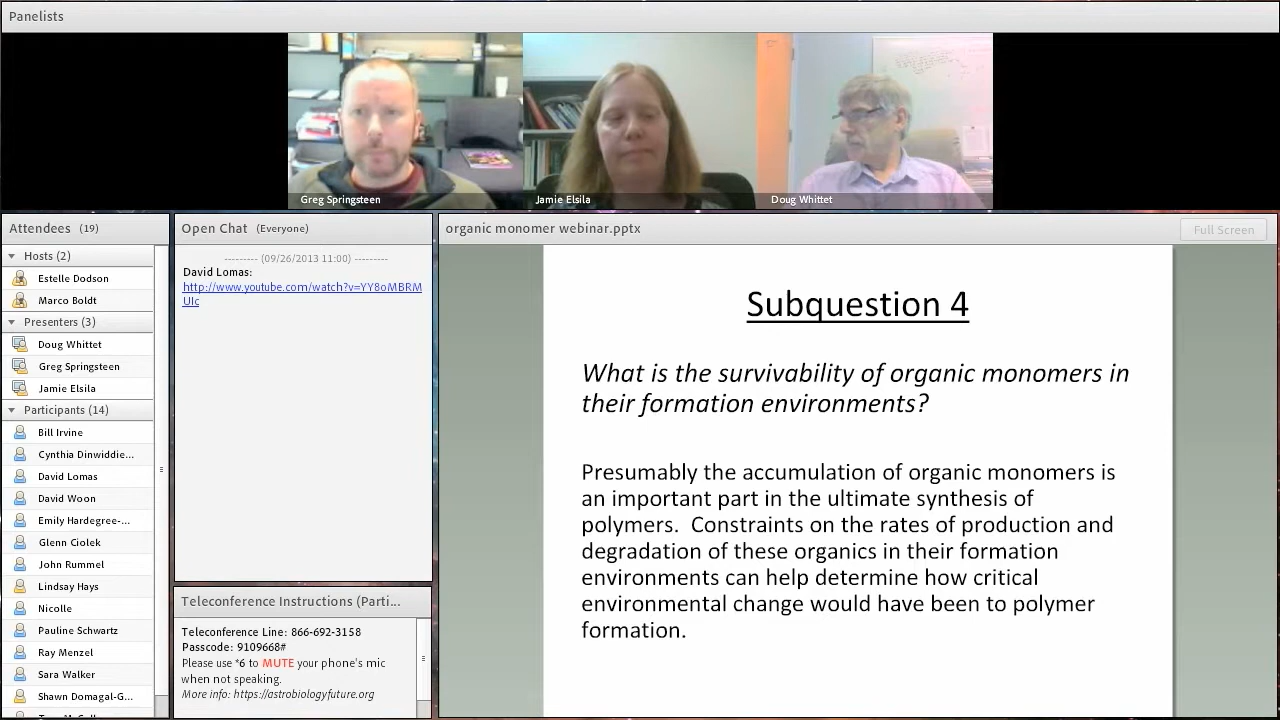 Panelists
Greg Springsteen
Jamie Elsila
Doug Whittet
Attendees (19)
Hosts (2)
Estelle Dodson
Marco Boldt
Presenters (3)
Doug Whittet
Greg Springsteen
Jamie Elsila
Participants (14)
Bill Irvine
Cynthia Dinwiddie...
David Lomas
David Woon
Emily Hardegree-...
Glenn Ciolek
John Rummel
Lindsay Hays
Nicolle
Pauline Schwartz
Ray Menzel
Sara Walker
Shawn Domagal-G...
Open Chat (Everyone)
--------- (09/26/2013 11:00) ---------
David Lomas:
http://www.youtube.com/watch?v=YY8oMBRM
UIc
Teleconference Instructions (Parti...
Teleconference Line: 866-692-3158
Passcode: 9109668#
Please use *6 to MUTE your phone's mic
when not speaking.
More info: https://astrobiologyfuture.org
organic monomer webinar.pptx
Full Screen
Subquestion 4
What is the survivability of organic monomers in
their formation environments?
Presumably the accumulation of organic monomers is
an important part in the ultimate synthesis of
polymers.  Constraints on the rates of production and
degradation of these organics in their formation
environments can help determine how critical
environmental change would have been to polymer
formation.